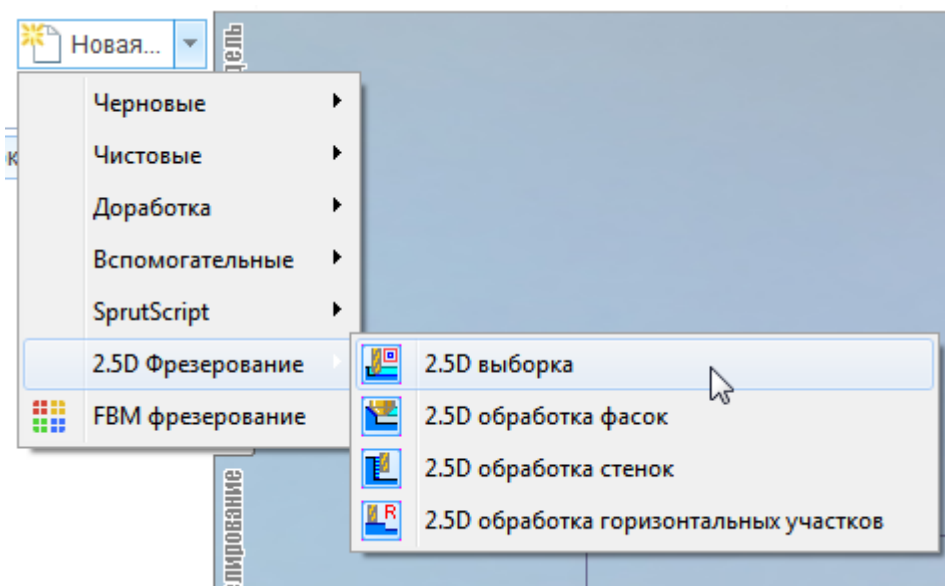 Новая...
Черновые
Чистовые
Доработка
Вспомогательные
SprutScript
2.5D Фрезерование
FBM фрезерование
2.5D выборка
2.5D обработка фасок
2.5D обработка стенок
2.5D обработка горизонтальных участков